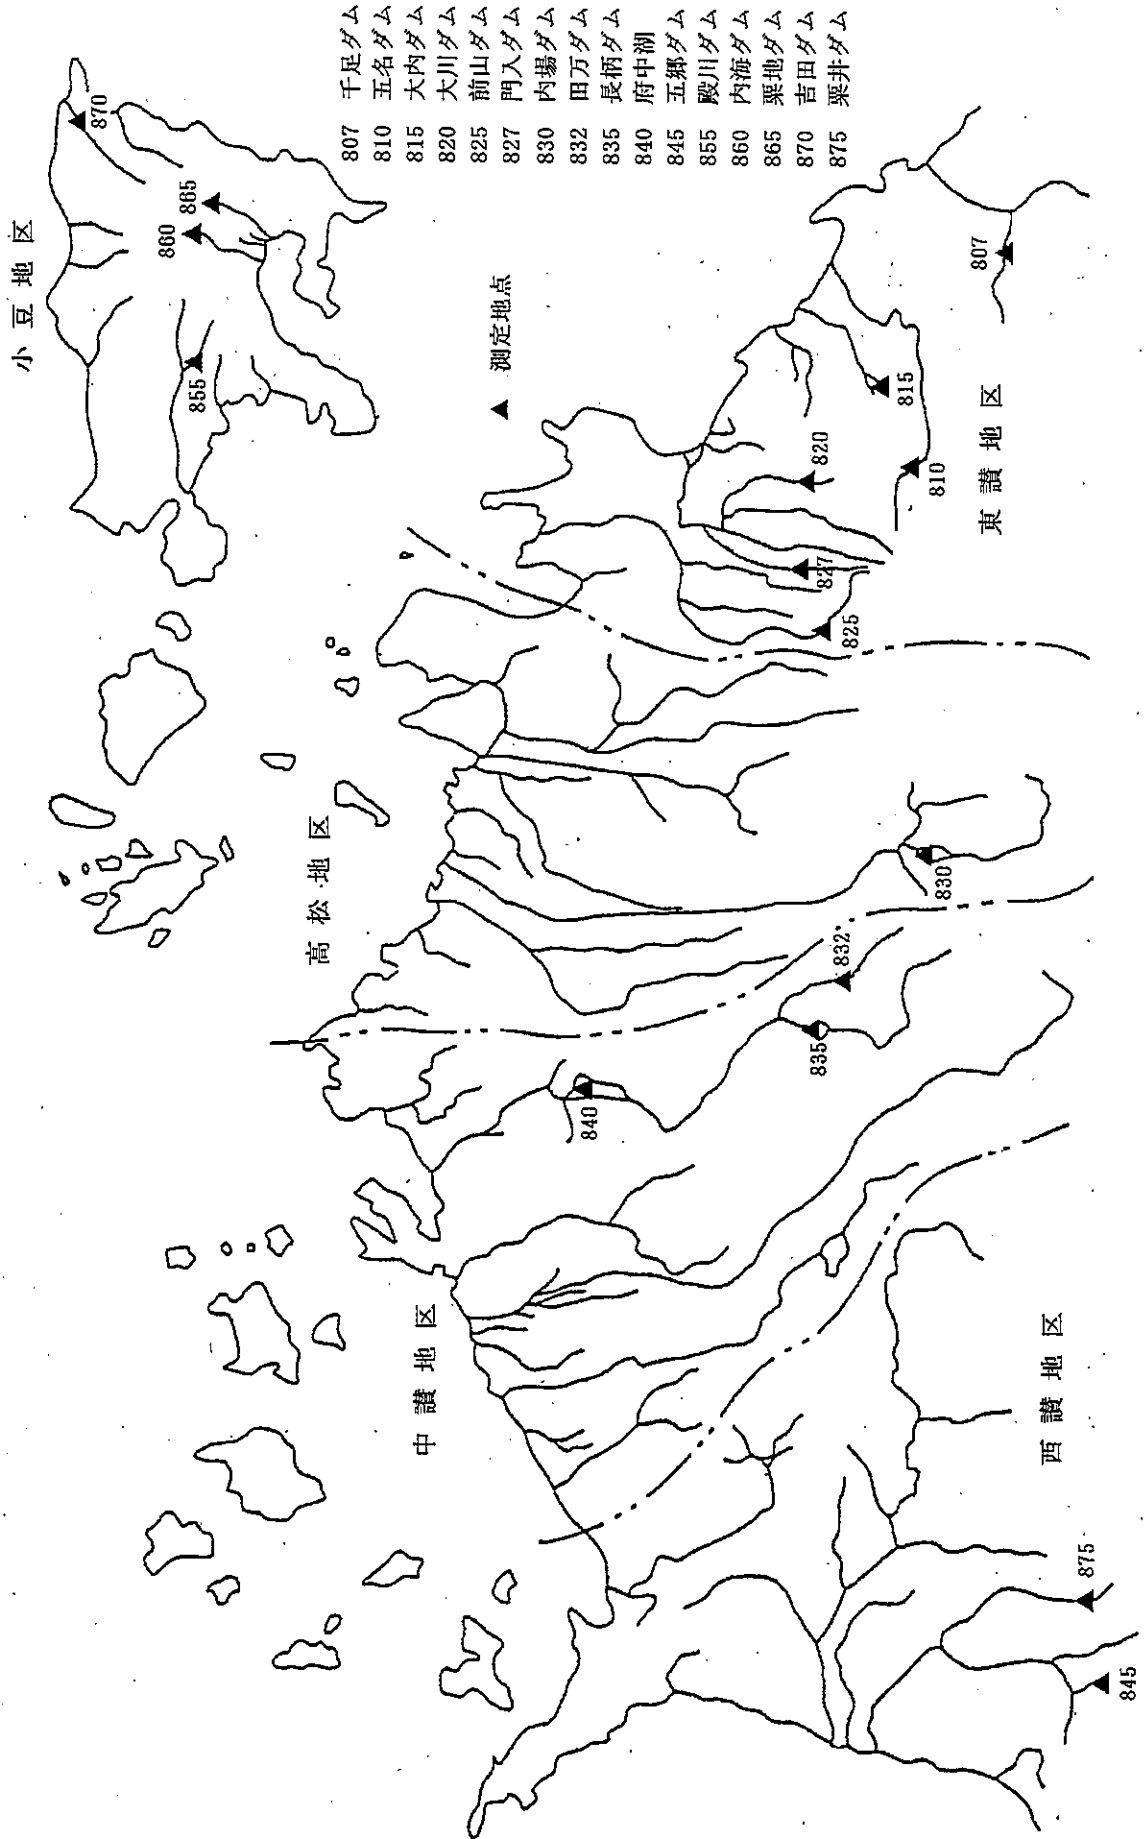 小豆地区
870
865
860
855
▲ 測定地点
807 千足ダム
810 五名ダム
815 大内ダム
820 大川ダム
825 前山ダム
827 門入ダム
830 内場ダム
832 田万ダム
835 長柄ダム
840 府中湖
845 五郷ダム
855 殿川ダム
860 内海ダム
865 粟地ダム
870 吉田ダム
875 粟井ダム
高松地区
東讃地区
807
815
810
820
827
825
830
832
835
840
中讃地区
西讃地区
875
845